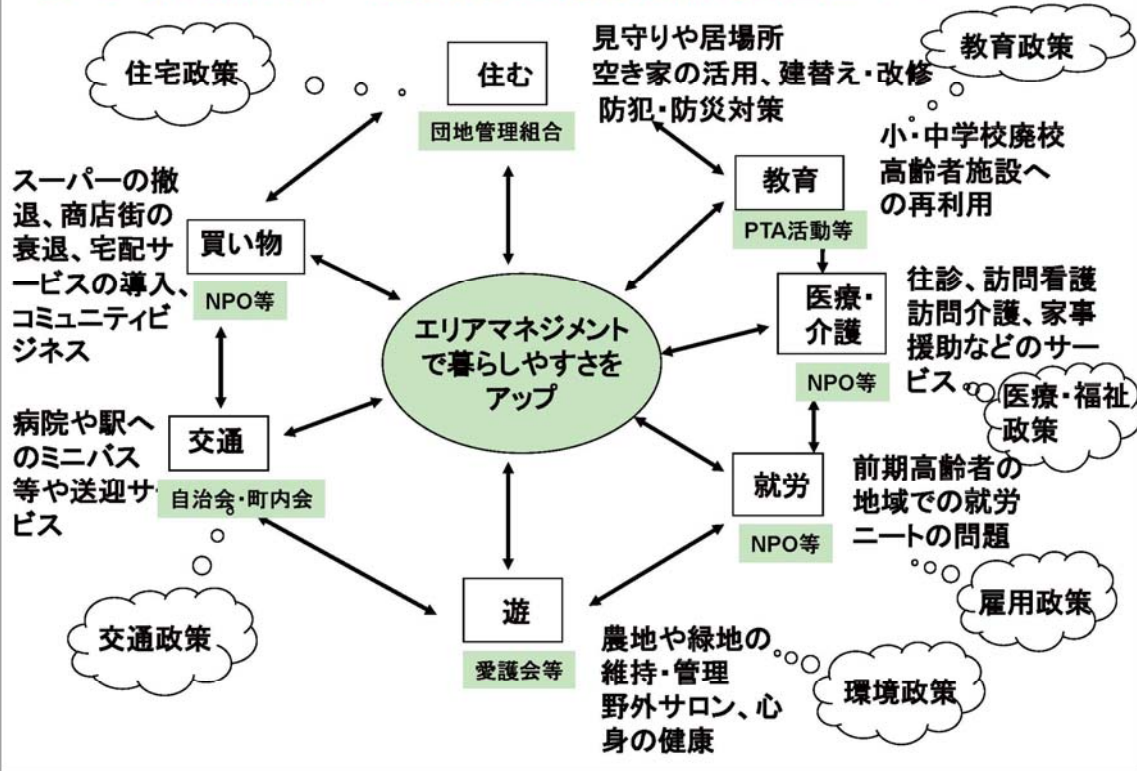 住宅政策
住む
団地管理組合
見守りや居場所
空き家の活用、建替え・改修
防犯・防災対策
教育政策
小・中学校廃校
高齢者施設へ
の再利用
教育
PTA活動等
スーパーの撤
退、商店街の
衰退、宅配サ
ービスの導入、
コミュニティビ
ジネス
買い物
NPO等
エリアマネジメント
で暮らしやすさを
アップ
医療・
介護
NPO等
往診、訪問看護
訪問介護、家事
援助などのサー
ビス
医療・福祉
政策
病院や駅へ
のミニバス
等や送迎サー
ビス
交通
自治会・町内会
就労
NPO等
前期高齢者の
地域での就労
ニートの問題
雇用政策
交通政策
遊
愛護会等
農地や緑地の
維持・管理
野外サロン、心
身の健康
環境政策